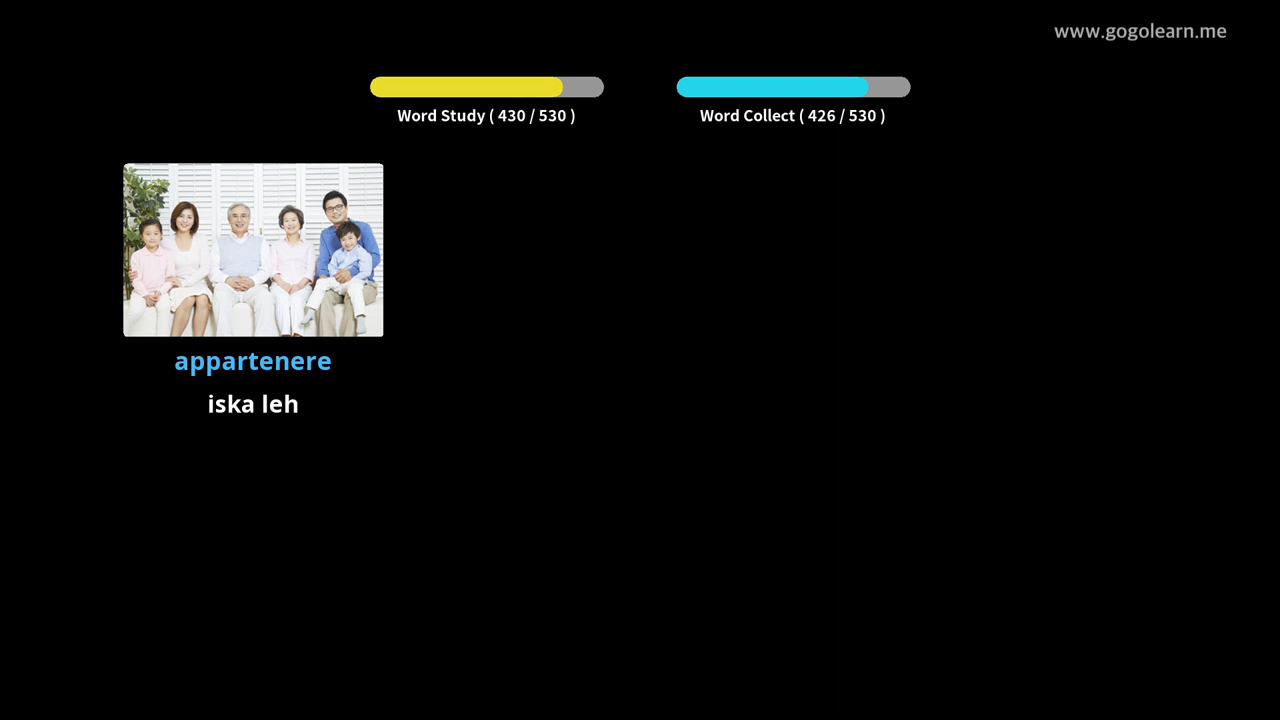 www.gogolearn.me
Word Study ( 430 / 530 )
Word Collect ( 426 / 530 )
appartenere
iska leh